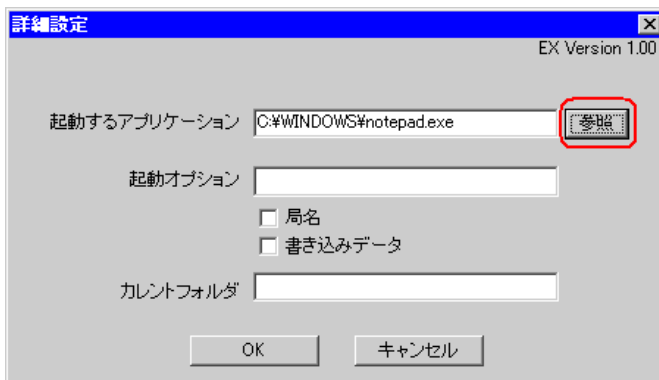 詳細設定
EX Version 1.00
起動するアプリケーション C:¥WINDOWS¥notepad.exe 参照
起動オプション
局名
書き込みデータ
カレントフォルダ
OK キャンセル